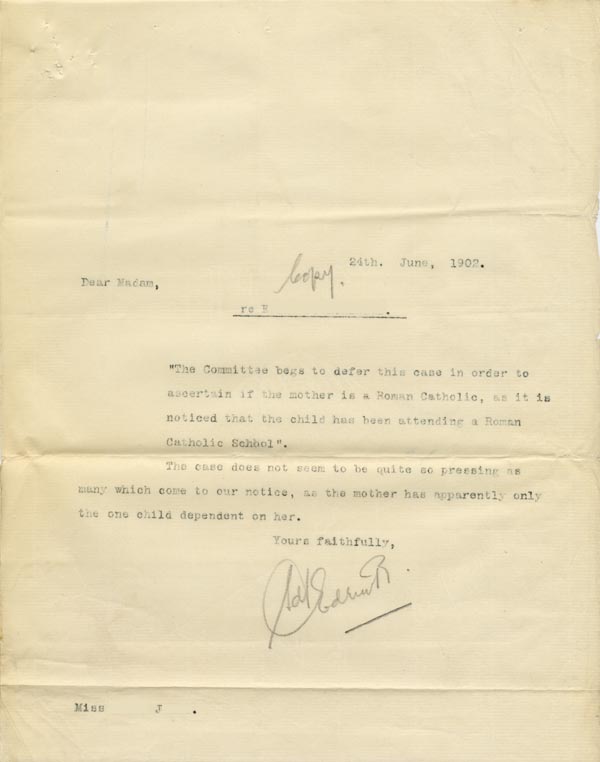 24th. June, 1902.
Copy.
Dear Madam,
re E .
"The Committee begs to defer this case in order to
ascertain if the mother is a Roman Catholic, as it is
noticed that the child has been attending a Roman
Catholic School".
The case does not seem to be quite so pressing as
many which come to our notice, as the mother has apparently only
the one child dependent on her.
Yours faithfully,
Miss J .